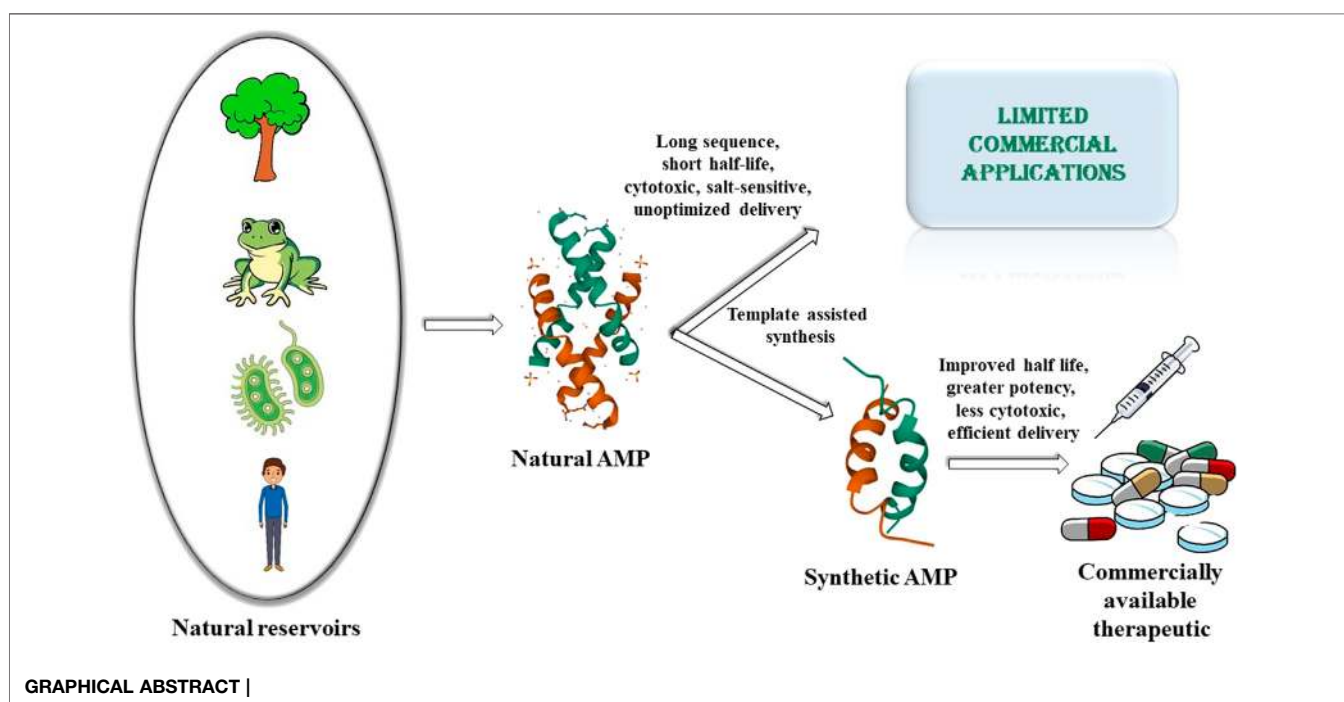 Natural reservoirs
Natural AMP
Long sequence,
short half-life,
cytotoxic, salt-sensitive,
unoptimized delivery
LIMITED
COMMERCIAL
APPLICATIONS
Template assisted
synthesis
Synthetic AMP
Improved half life,
greater potency,
less cytotoxic,
efficient delivery
Commercially
available
therapeutic
GRAPHICAL ABSTRACT |